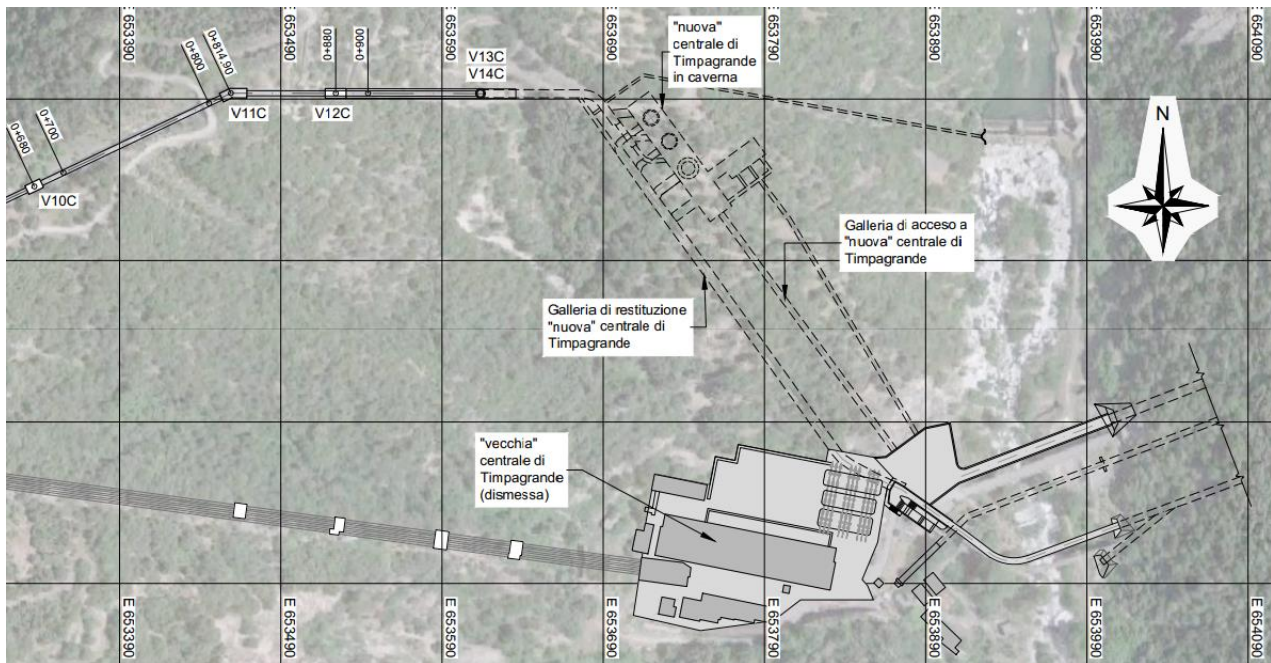 E 653390
E 653490
E 653590
E 653690
E 653790
E 653890
E 653990
E 654090
0+680
0+700
0+800
0+814.90
0+880
0+900
V10C
V11C
V12C
V13C
V14C
"nuova"
centrale di
Timpagrande
in caverna
N
Galleria di acceso a
"nuova" centrale di
Timpagrande
Galleria di restituzione
"nuova" centrale di
Timpagrande
"vecchia"
centrale di
Timpagrande
(dismessa)
E 653390
E 653490
E 653590
E 653690
E 653790
E 653890
E 653990
E 654090